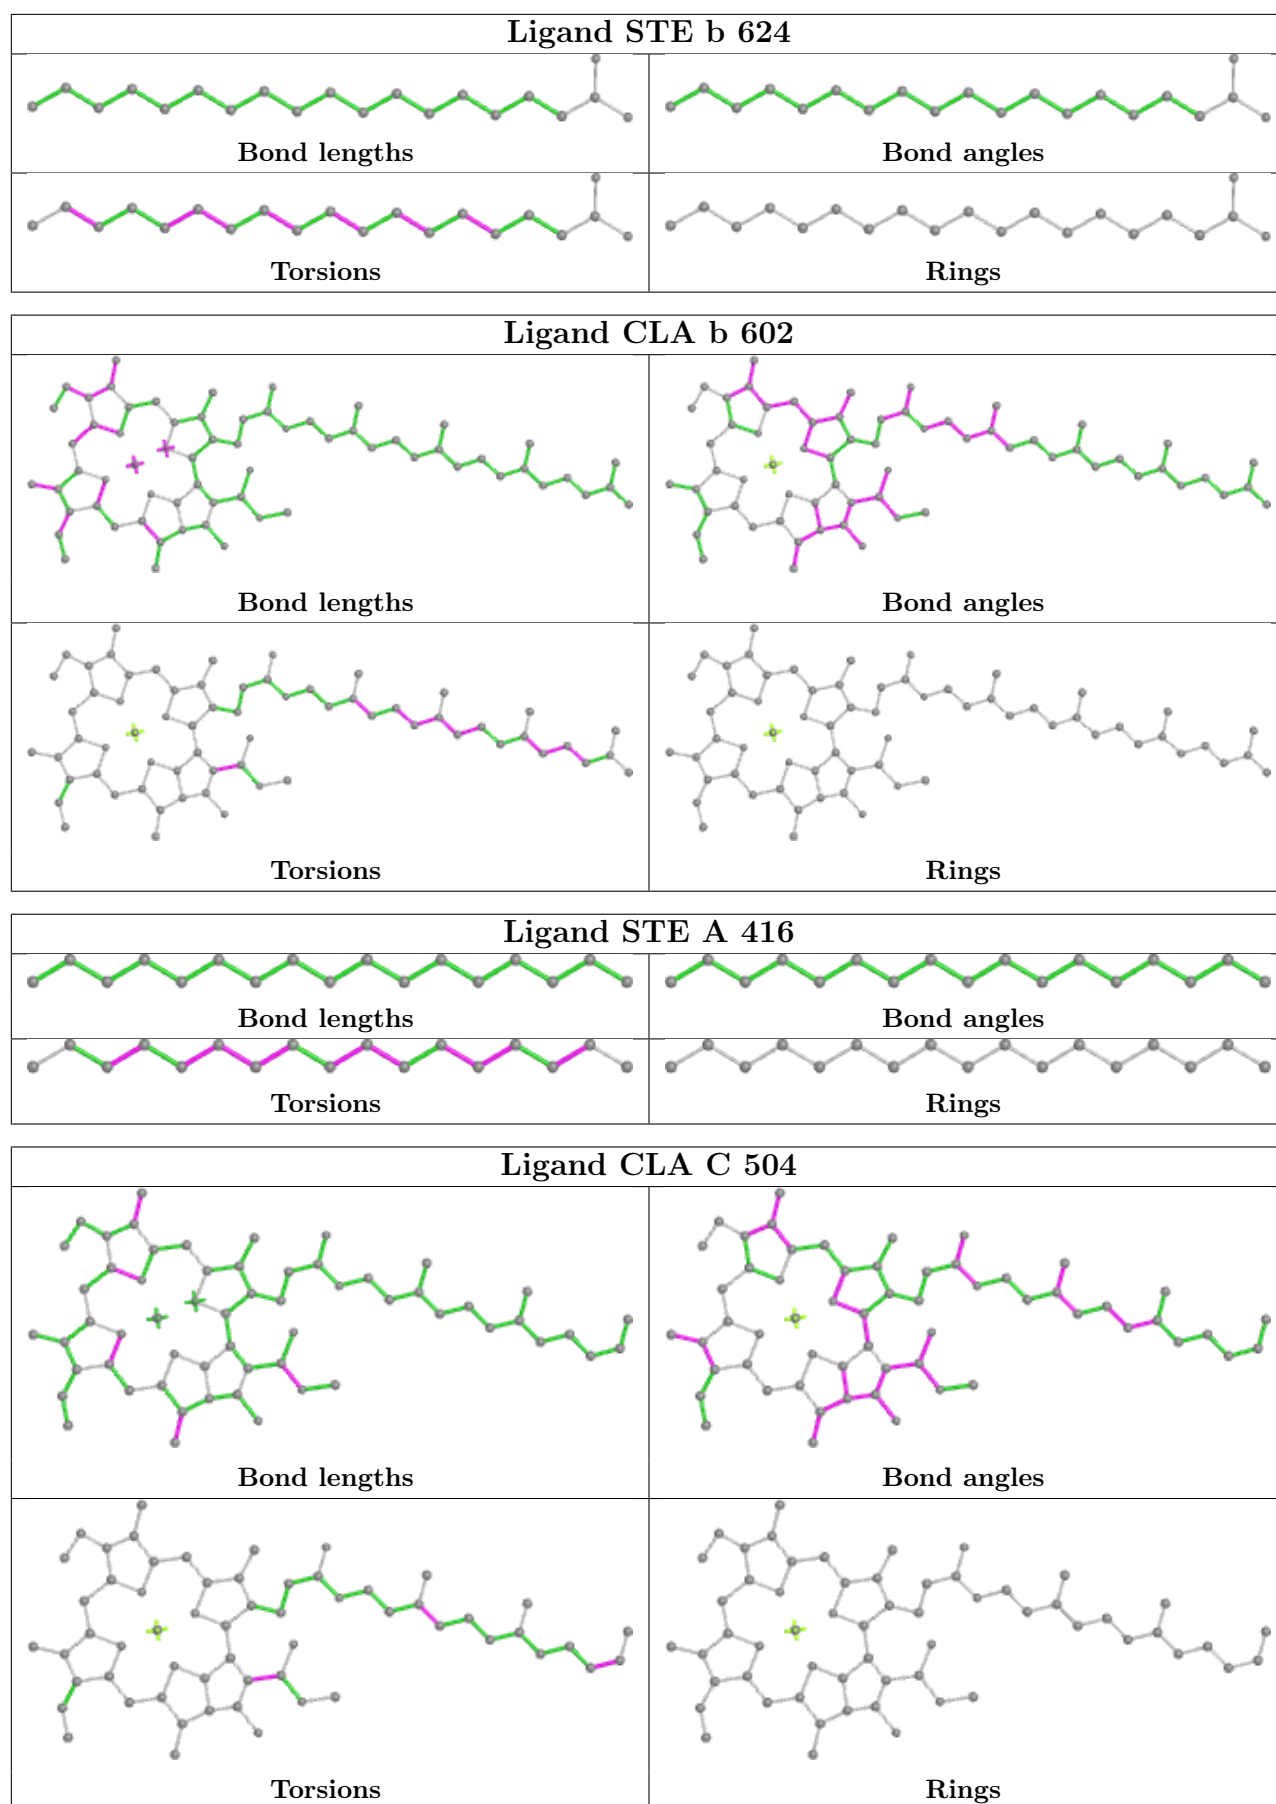 Ligand STE b 624
Bond lengths
Bond angles
Torsions
Rings
Ligand CLA b 602
Bond lengths
Bond angles
Torsions
Rings
Ligand STE A 416
Bond lengths
Bond angles
Torsions
Rings
Ligand CLA C 504
Bond lengths
Bond angles
Torsions
Rings